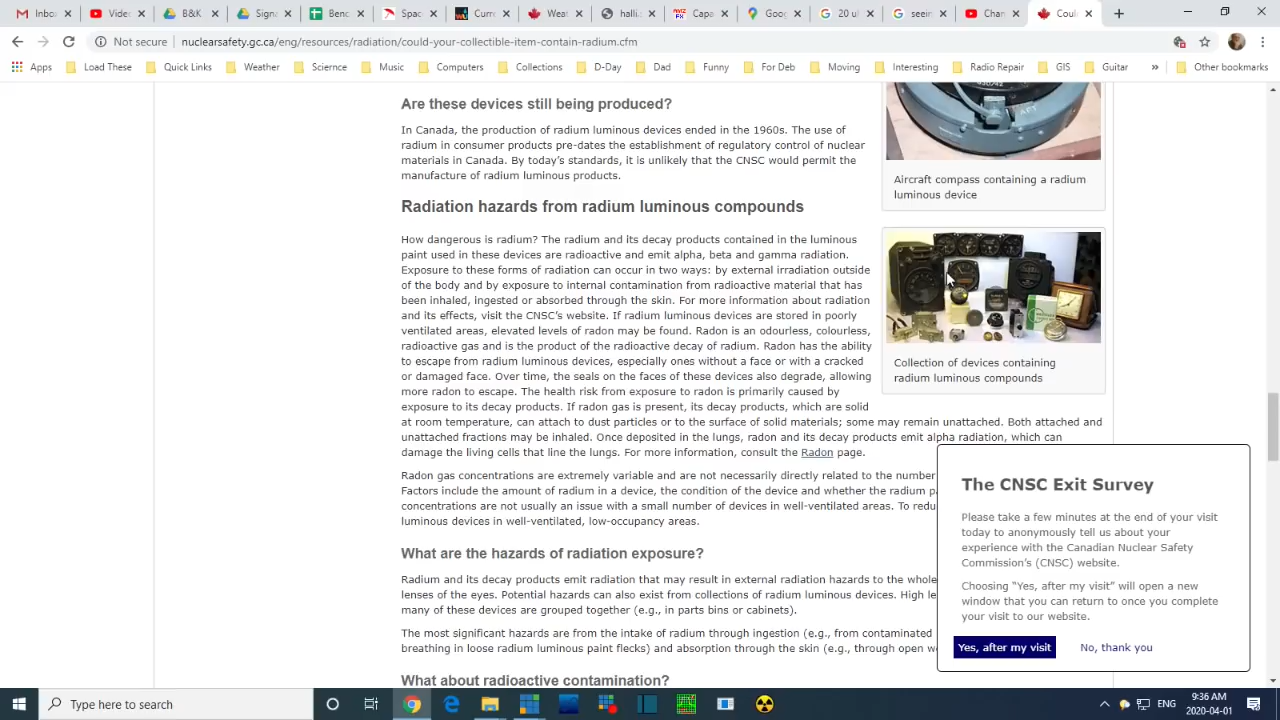 Inbo
Video
B&K
Signa
Benc
Spac
Curre
Wea
hallic
Rese
Goog
20 ul
seein
Coul
Not secure
nuclearsafety.gc.ca/eng/resources/radiation/could-your-collectible-item-contain-radium.cfm
Apps
Load These
Quick Links
Weather
Sciernce
Music
Computers
Collections
D-Day
Dad
Funny
For Deb
Moving
Interesting
Radio Repair
GIS
Guitar
»
Other bookmarks
Are these devices still being produced?
In Canada, the production of radium luminous devices ended in the 1960s. The use of
radium in consumer products pre-dates the establishment of regulatory control of nuclear
materials in Canada. By today's standards, it is unlikely that the CNSC would permit the
manufacture of radium luminous products.
Aircraft compass containing a radium
luminous device
Radiation hazards from radium luminous compounds
How dangerous is radium? The radium and its decay products contained in the luminous
paint used in these devices are radioactive and emit alpha, beta and gamma radiation.
Exposure to these forms of radiation can occur in two ways: by external irradiation outside
of the body and by exposure to internal contamination from radioactive material that has
been inhaled, ingested or absorbed through the skin. For more information about radiation
and its effects, visit the CNSC's website. If radium luminous devices are stored in poorly
ventilated areas, elevated levels of radon may be found. Radon is an odourless, colourless,
radioactive gas and is the product of the radioactive decay of radium. Radon has the ability
to escape from radium luminous devices, especially ones without a face or with a cracked
or damaged face. Over time, the seals on the faces of these devices also degrade, allowing
more radon to escape. The health risk from exposure to radon is primarily caused by
exposure to its decay products. If radon gas is present, its decay products, which are solid
at room temperature, can attach to dust particles or to the surface of solid materials; some may remain unattached. Both attached and
unattached fractions may be inhaled. Once deposited in the lungs, radon and its decay products emit alpha radiation, which can
damage the living cells that line the lungs. For more information, consult the Radon page.
Collection of devices containing
radium luminous compounds
Radon gas concentrations are extremely variable and are not necessarily directly related to the number
Factors include the amount of radium in a device, the condition of the device and whether the radium pa
concentrations are not usually an issue with a small number of devices in well-ventilated areas. To redu
luminous devices in well-ventilated, low-occupancy areas.
What are the hazards of radiation exposure?
Radium and its decay products emit radiation that may result in external radiation hazards to the whole
lenses of the eyes. Potential hazards can also exist from collections of radium luminous devices. High le
many of these devices are grouped together (e.g., in parts bins or cabinets).
The most significant hazards are from the intake of radium through ingestion (e.g., from contaminated
breathing in loose radium luminous paint flecks) and absorption through the skin (e.g., through open w
What about radioactive contamination?
The CNSC Exit Survey
Please take a few minutes at the end of your visit
today to anonymously tell us about your
experience with the Canadian Nuclear Safety
Commission's (CNSC) website.
Choosing "Yes, after my visit" will open a new
window that you can return to once you complete
your visit to our website.
Yes, after my visit
No, thank you
Type here to search
ENG
9:36 AM
2020-04-01